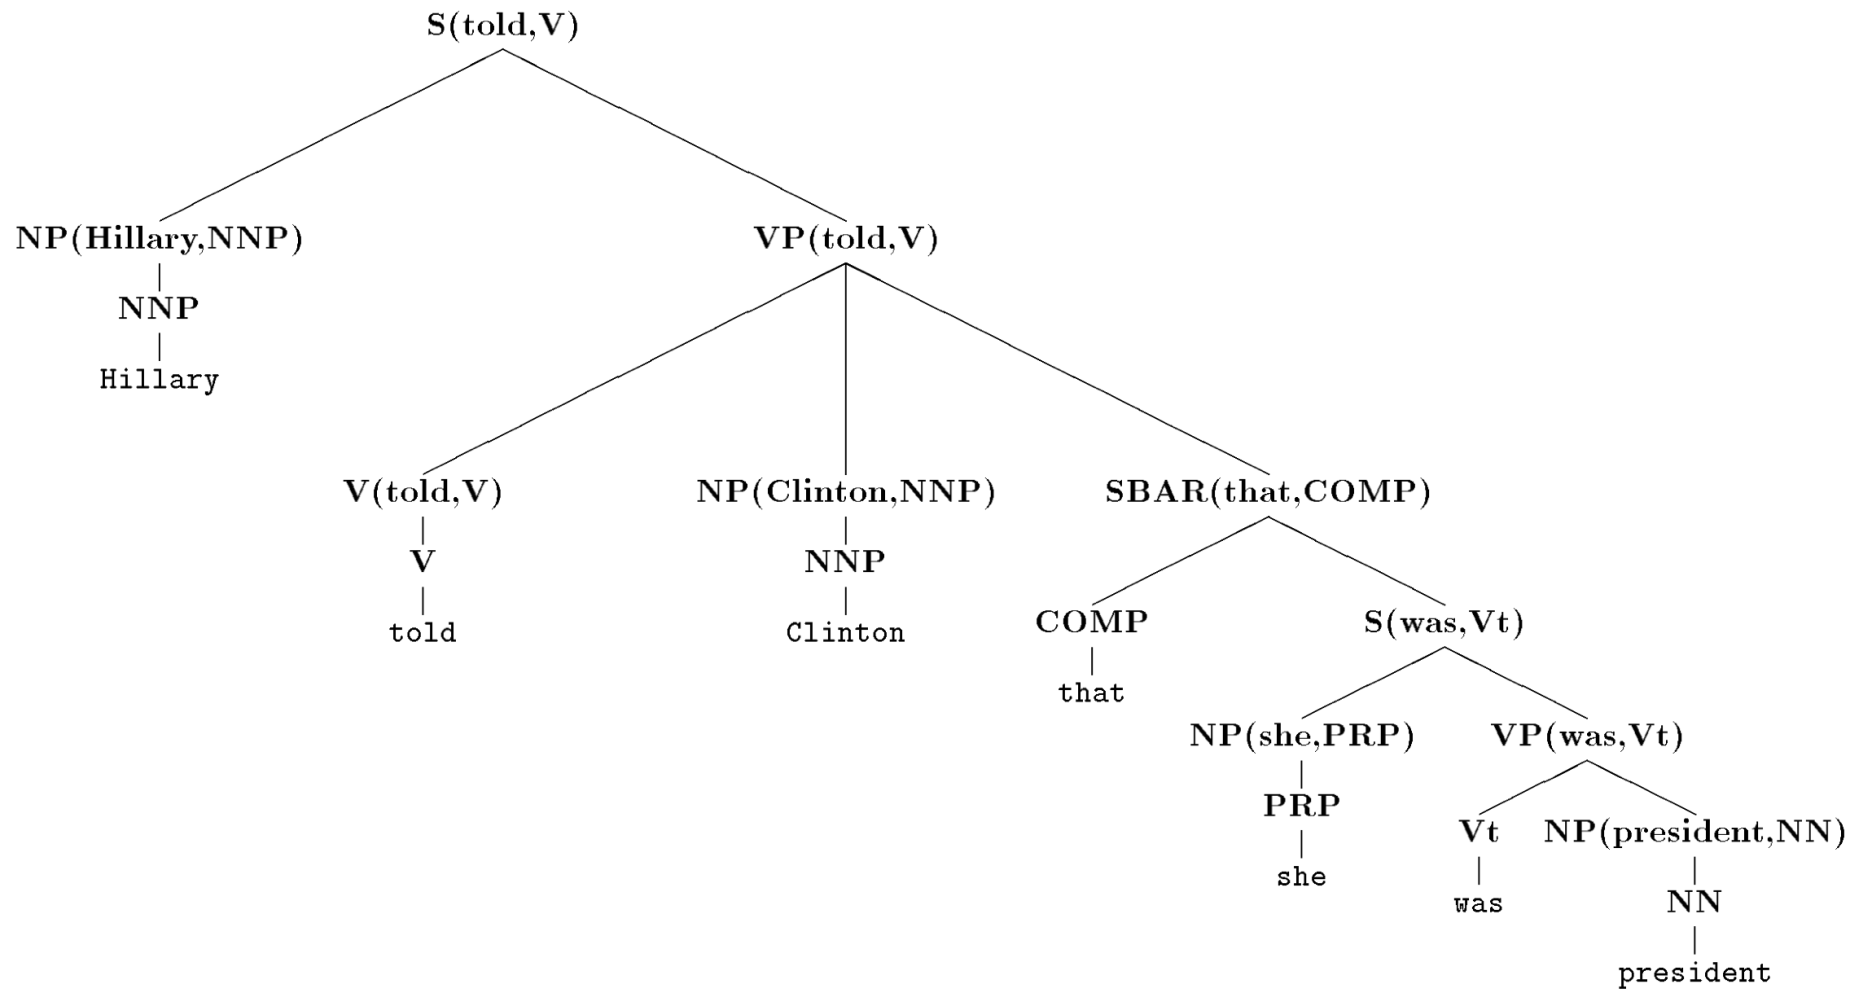 S(told,V)
NP(Hillary,NNP) VP(told,V)
NNP
Hillary
V(told,V) NP(Clinton,NNP) SBAR(that,COMP)
V NNP
told Clinton
COMP S(was,Vt)
that
NP(she,PRP) VP(was,Vt)
PRP
Vt NP(president,NN)
she
was NN
president